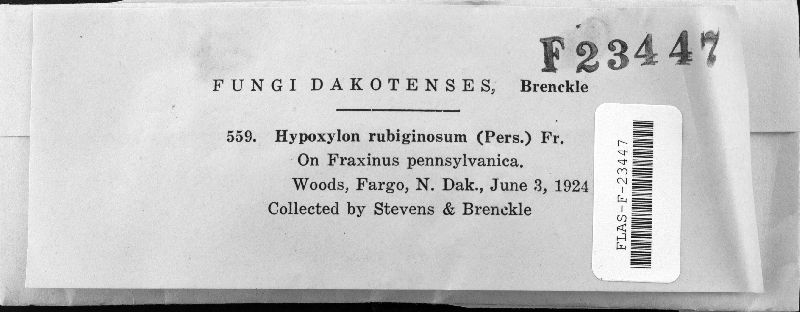 F23447
FUNGI DAKOTENSES, Brenckle
559. Hypoxylon rubiginosum (Pers.) Fr.
On Fraxinus pennsylvanica.
Woods, Fargo, N. Dak., June 3, 1924
Collected by Stevens & Brenckle
FLAS-F-23447